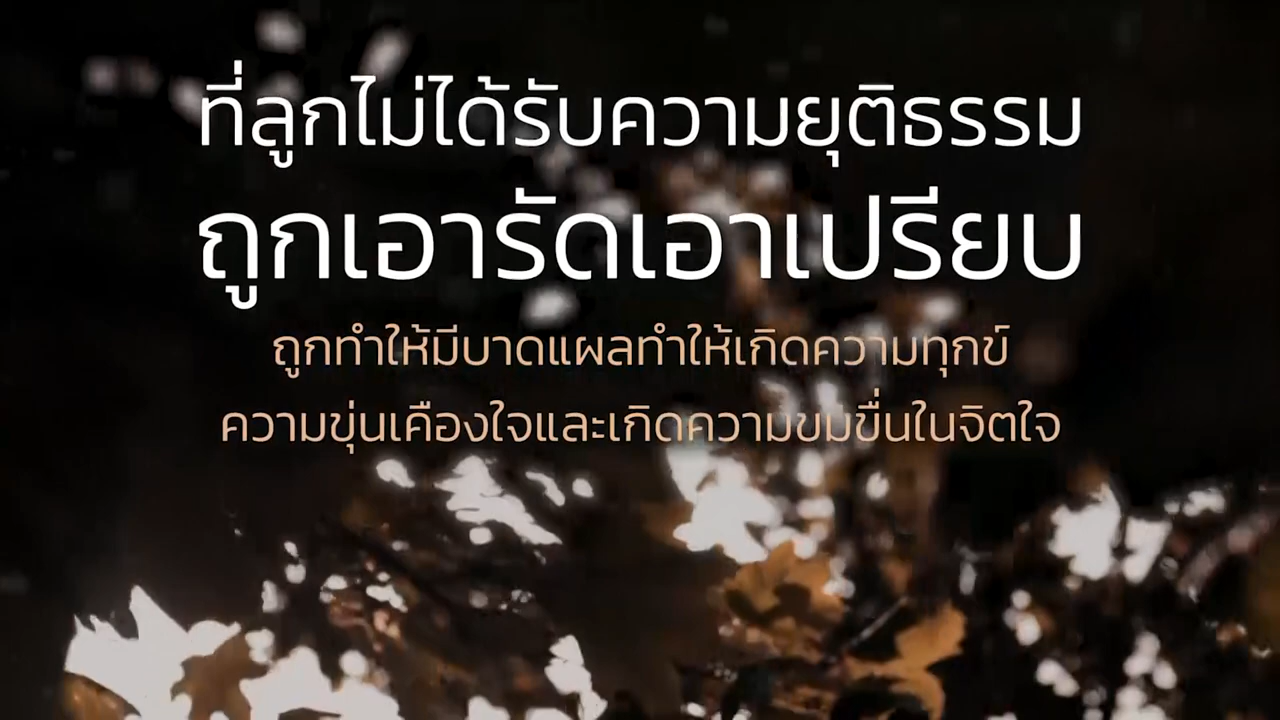 ที่ลูกไม่ได้รับความยุติธรรม
ถูกเอารัดเอาเปรียบ
ถูกทำให้มีบาดแผลทำให้เกิดความทุกข์
ความขุ่นเคืองใจและเกิดความขมขื่นในจิตใจ